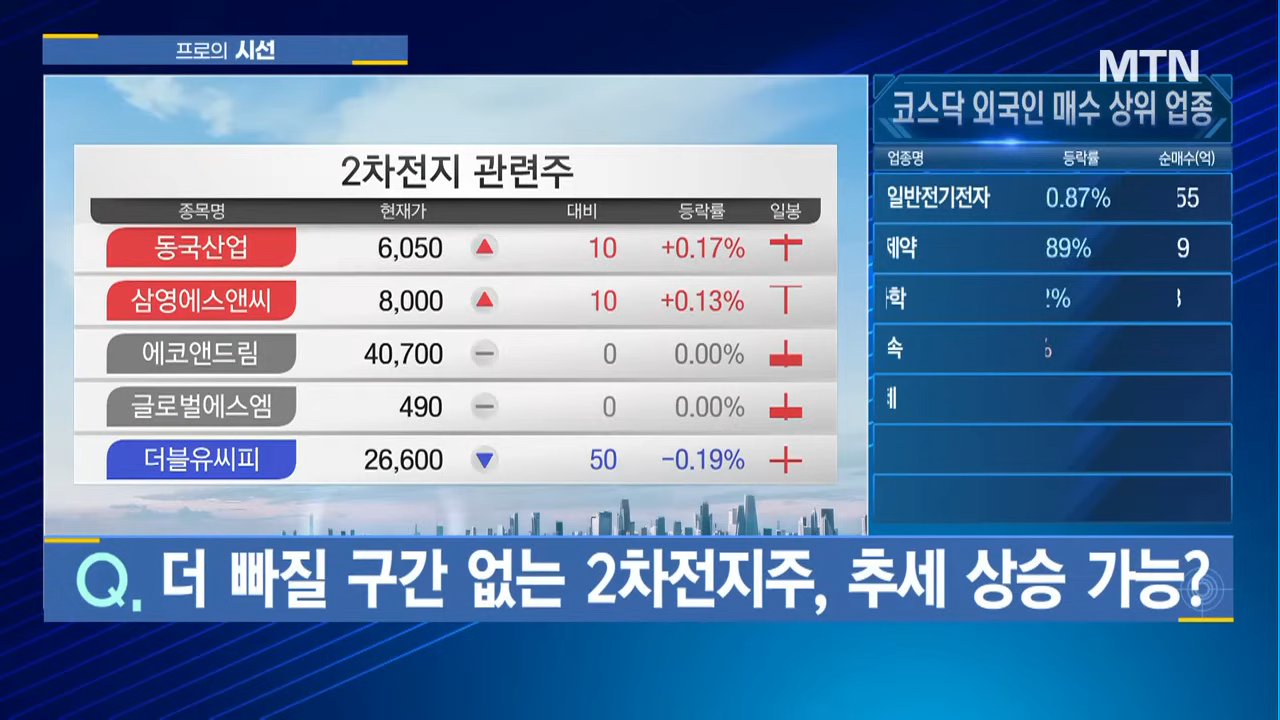 프로의 시선
MTN
2차전지 관련주
종목명 현재가 대비 등락률 일봉
동국산업 6,050 ▲ 10 +0.17%
삼영에스앤씨 8,000 ▲ 10 +0.13%
에코앤드림 40,700 − 0 0.00%
글로벌에스엠 490 − 0 0.00%
더블유씨피 26,600 ▼ 50 −0.19%
코스닥 외국인 매수 상위 업종
업종명 등락률 순매수(억)
일반전기전자 0.87% 55
제약 89% 9
학 %
속
Q. 더 빠질 구간 없는 2차전지주, 추세 상승 가능?